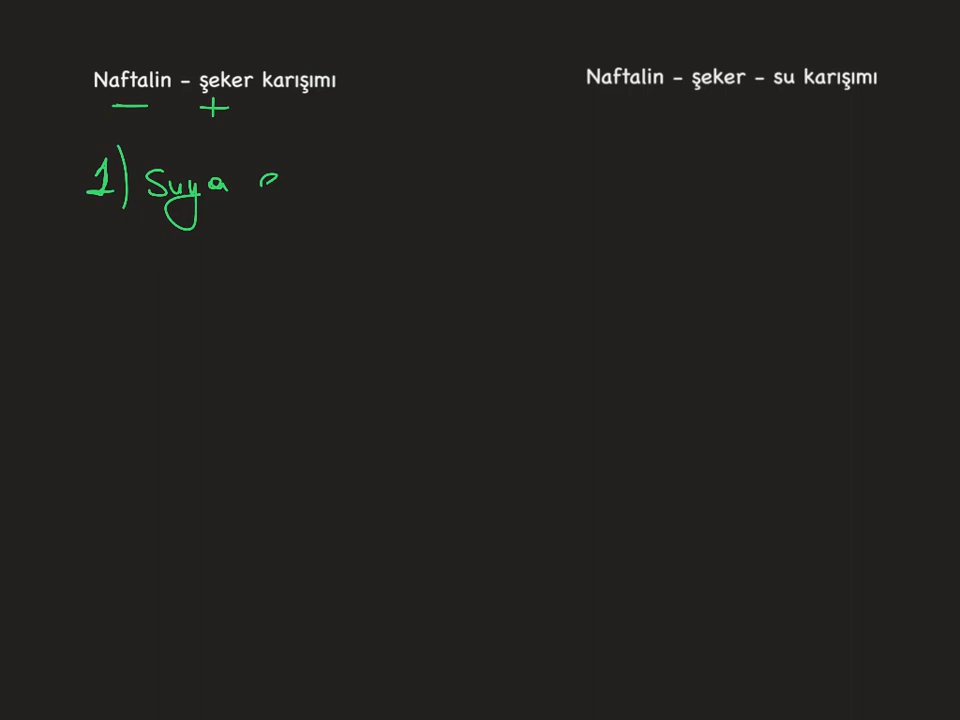 Naftalin - şeker karışımı
Naftalin - şeker - su karışımı
- +
1) Suya